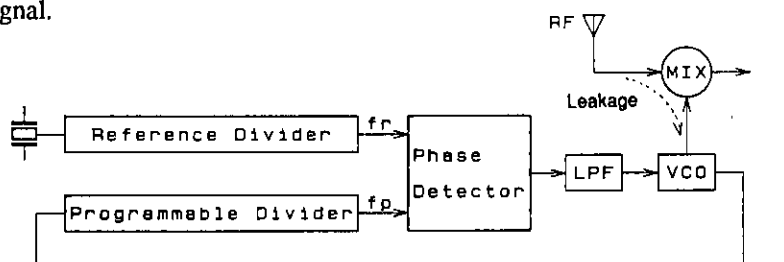 gnal.
RF
MIX
Leakage
Reference Divider
fr
Phase
Detector
LPF
VCO
Programmable Divider
fp